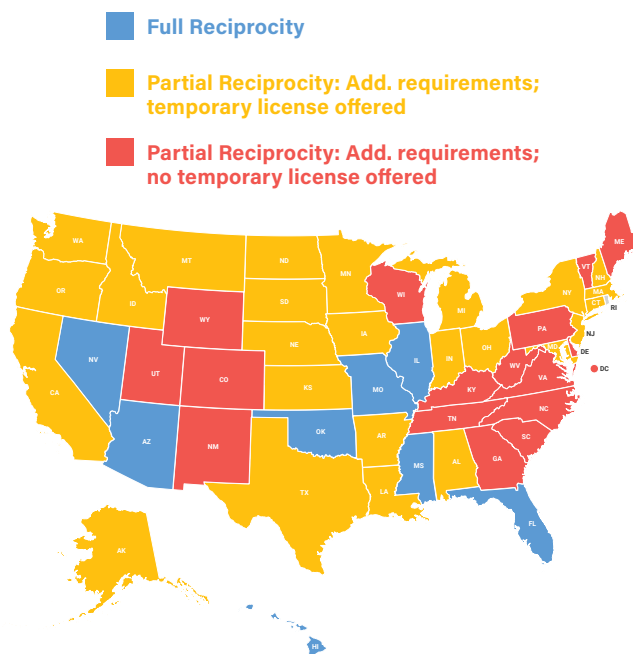 Full Reciprocity
Partial Reciprocity: Add. requirements;
temporary license offered
Partial Reciprocity: Add. requirements;
no temporary license offered
WA
MT
ND
MN
ME
VT
NH
OR
ID
SD
WI
MI
NY
MA
CT
RI
WY
NE
IA
PA
NJ
NV
UT
CO
KS
IL
IN
OH
MD
DE
DC
WV
VA
CA
MO
KY
AZ
NM
OK
AR
TN
NC
SC
TX
LA
MS
AL
GA
FL
AK
HI